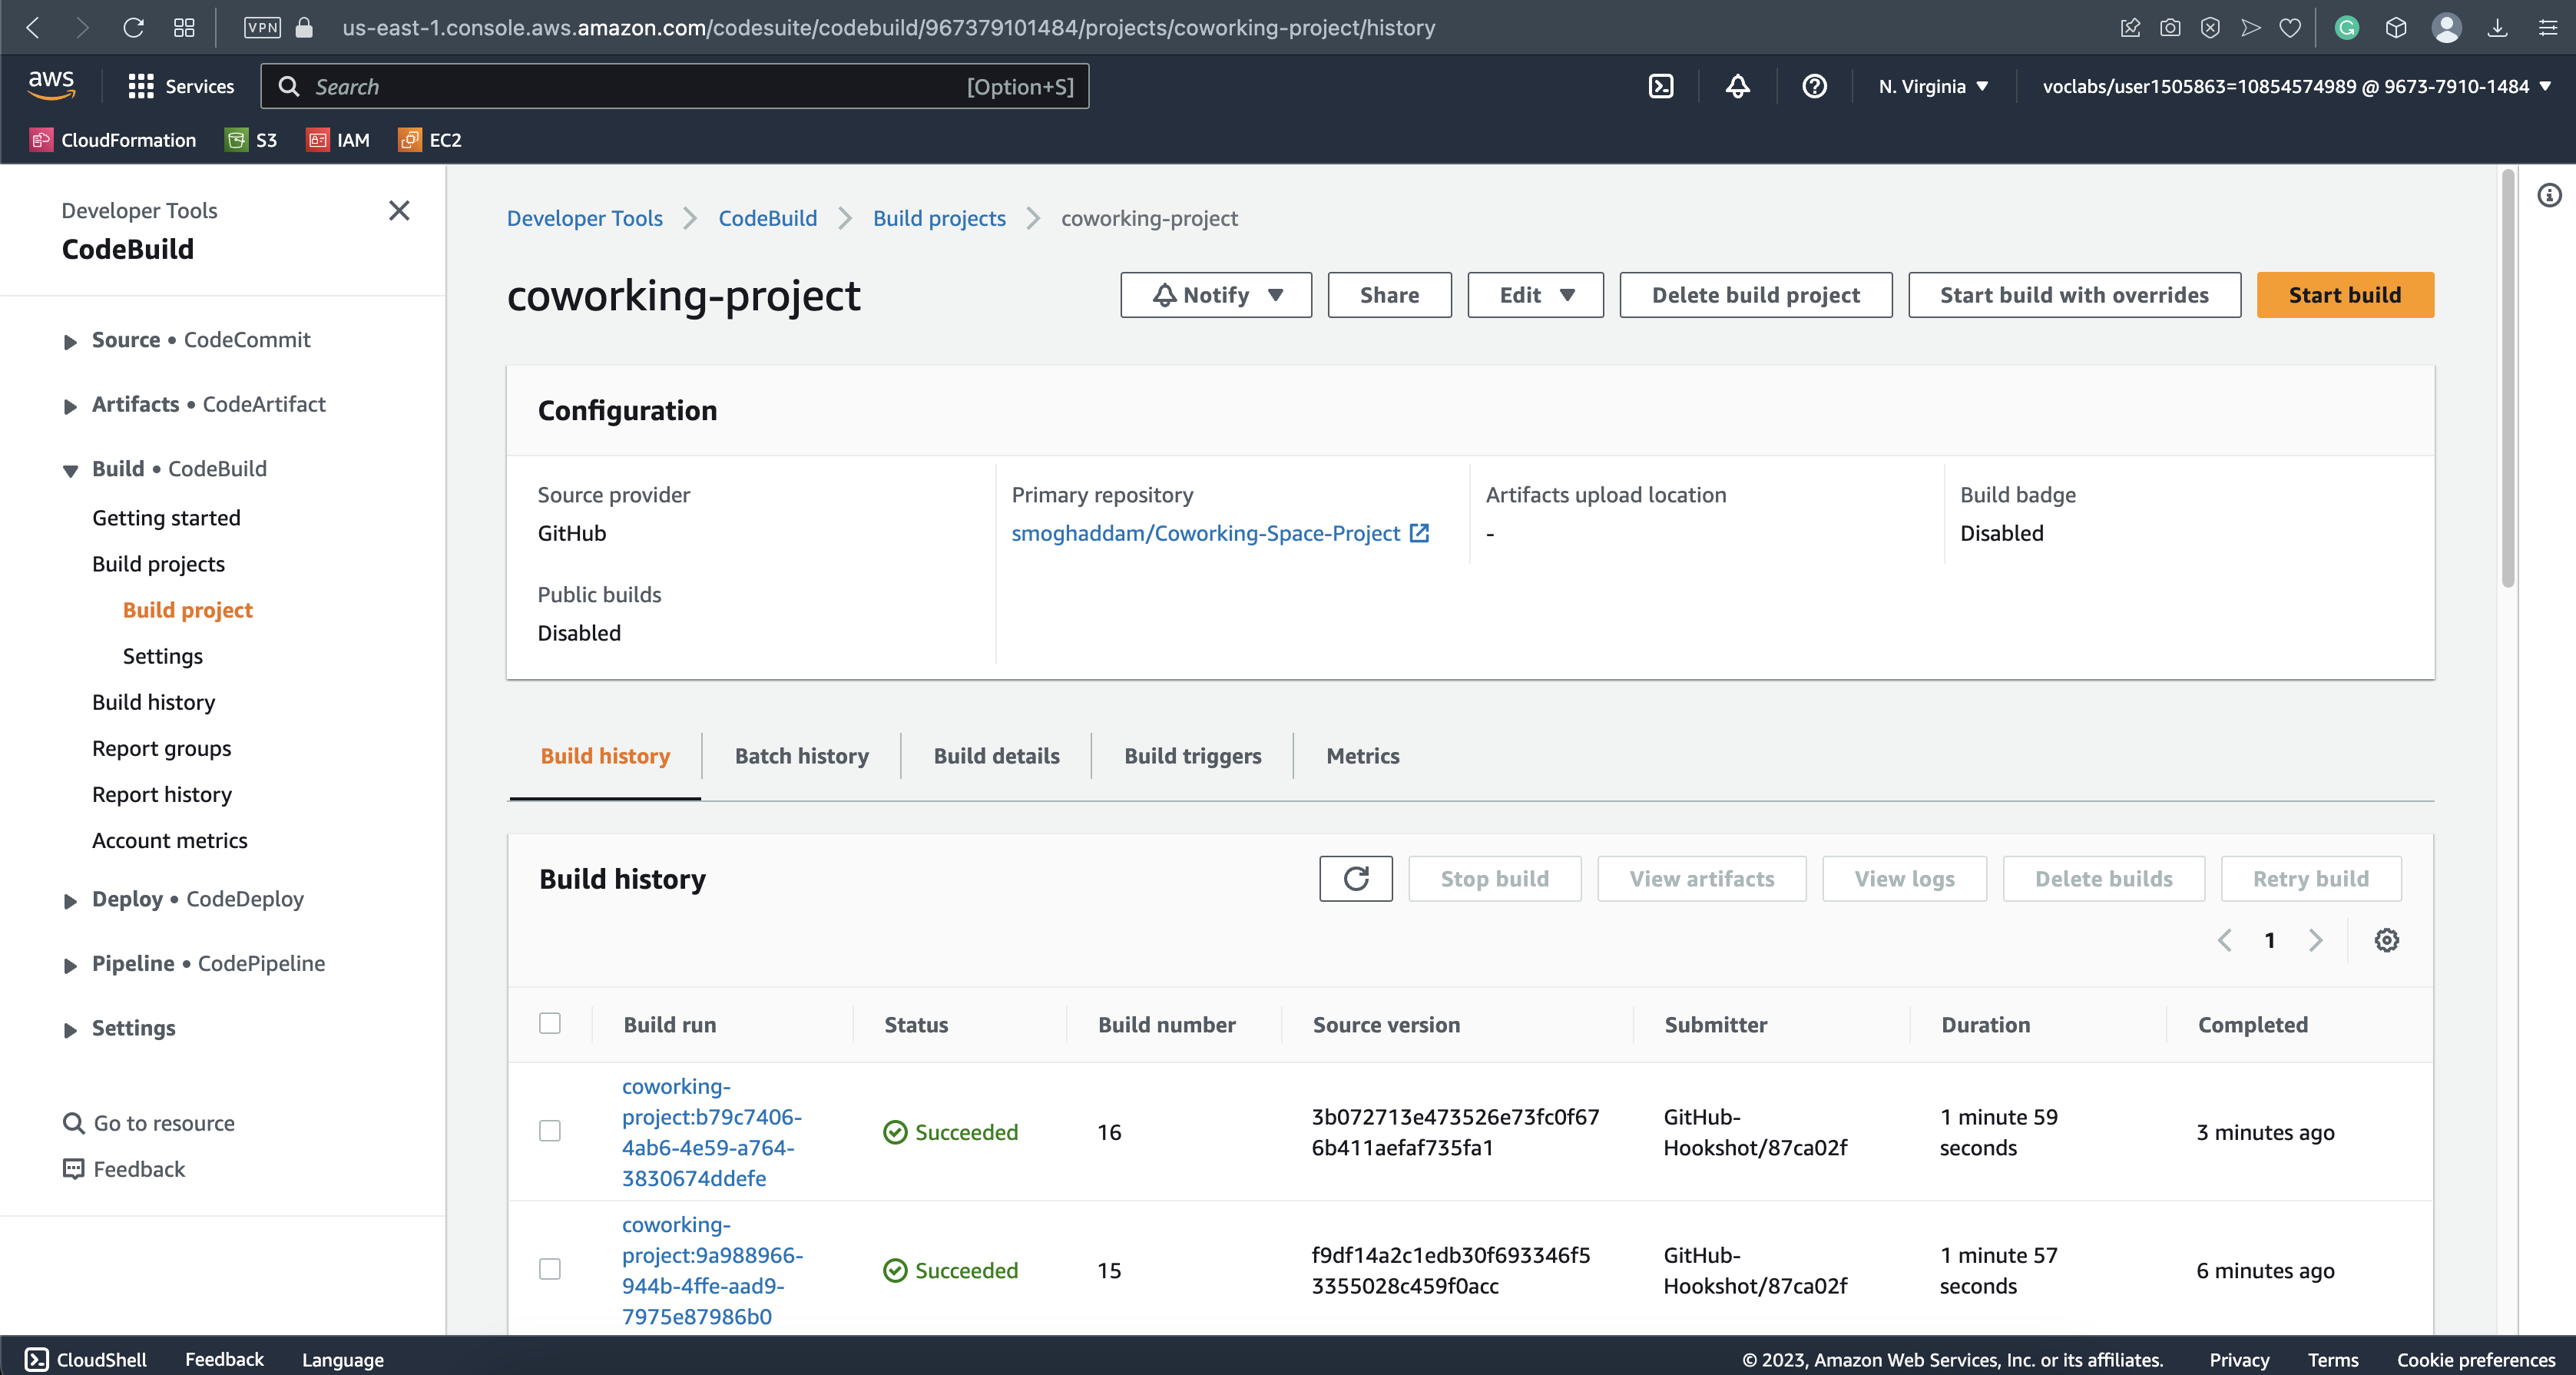 VPN us-east-1.console.aws.amazon.com/codesuite/codebuild/967379101484/projects/coworking-project/history
aws Services Search [Option+S] N. Virginia voclabs/user1505863=10854574989 @ 9673-7910-1484
CloudFormation S3 IAM EC2
Developer Tools
CodeBuild
Source • CodeCommit
Artifacts • CodeArtifact
Build • CodeBuild
Getting started
Build projects
Build project
Settings
Build history
Report groups
Report history
Account metrics
Deploy • CodeDeploy
Pipeline • CodePipeline
Settings
Go to resource
Feedback
Developer Tools CodeBuild Build projects coworking-project
coworking-project Notify Share Edit Delete build project Start build with overrides Start build
Configuration
Source provider
GitHub
Primary repository
smoghaddam/Coworking-Space-Project
Artifacts upload location
-
Build badge
Disabled
Public builds
Disabled
Build history Batch history Build details Build triggers Metrics
Build history Stop build View artifacts View logs Delete builds Retry build
1
Build run Status Build number Source version Submitter Duration Completed
coworking-
project:b79c7406-
4ab6-4e59-a764-
3830674ddefe
Succeeded
16
3b072713e473526e73fc0f67
6b411aefaf735fa1
GitHub-
Hookshot/87ca02f
1 minute 59
seconds
3 minutes ago
coworking-
project:9a988966-
944b-4ffe-aad9-
7975e87986b0
Succeeded
15
f9df14a2c1edb30f693346f5
3355028c459f0acc
GitHub-
Hookshot/87ca02f
1 minute 57
seconds
6 minutes ago
CloudShell Feedback Language © 2023, Amazon Web Services, Inc. or its affiliates. Privacy Terms Cookie preferences